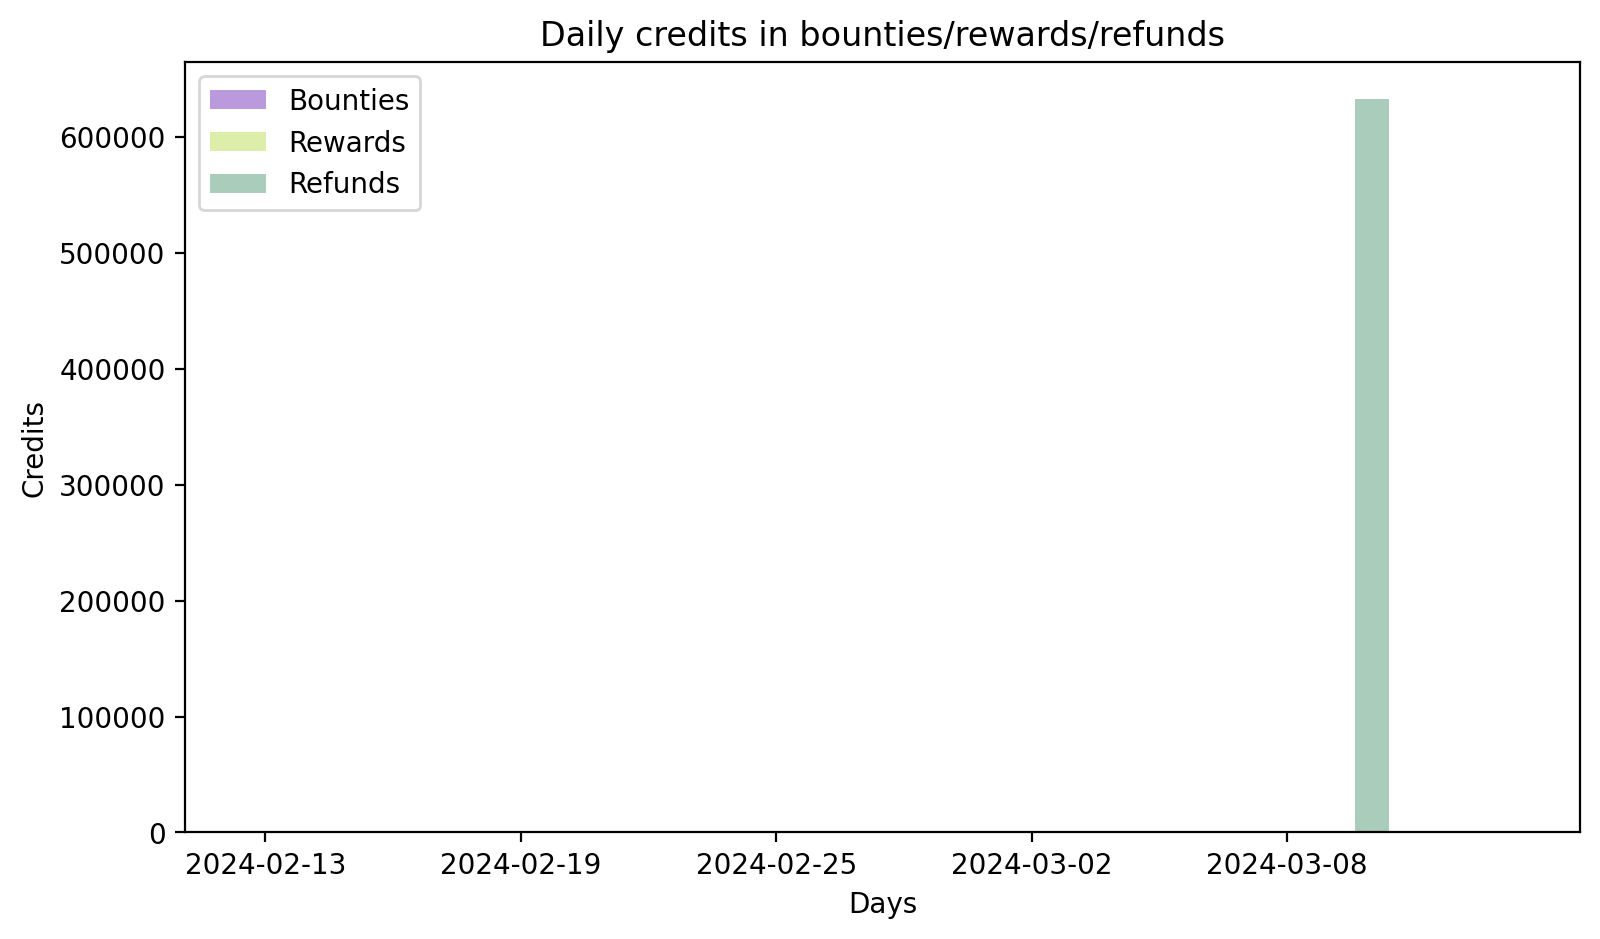 Daily credits in bounties/rewards/refunds
Bounties
Rewards
Refunds
600000
500000
400000
300000
200000
100000
0
Credits
2024-02-13
2024-02-19
2024-02-25
2024-03-02
2024-03-08
Days